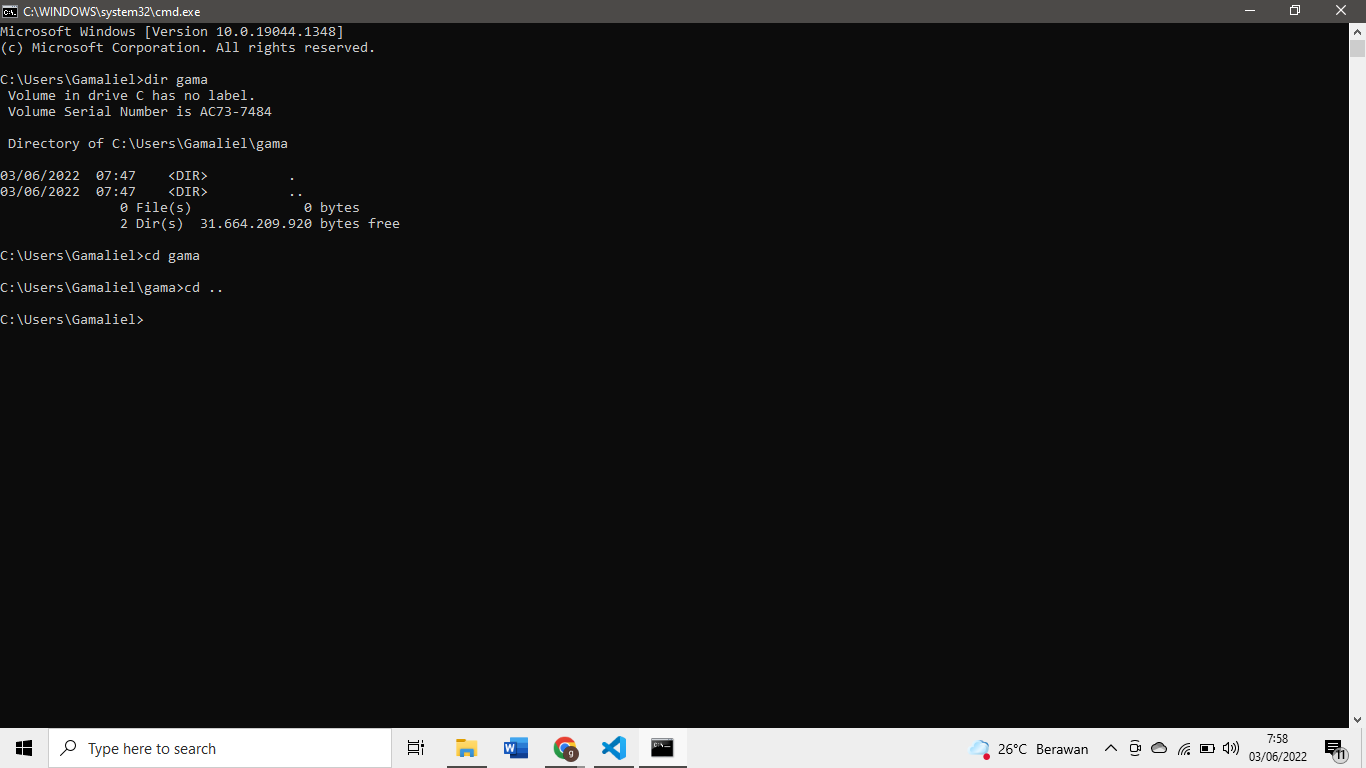 C:\WINDOWS\system32\cmd.exe
Microsoft Windows [Version 10.0.19044.1348]
(c) Microsoft Corporation. All rights reserved.
C:\Users\Gamaliel>dir gama
 Volume in drive C has no label.
 Volume Serial Number is AC73-7484
 Directory of C:\Users\Gamaliel\gama
03/06/2022  07:47    <DIR>          .
03/06/2022  07:47    <DIR>          ..
               0 File(s)              0 bytes
               2 Dir(s)  31.664.209.920 bytes free
C:\Users\Gamaliel>cd gama
C:\Users\Gamaliel\gama>cd ..
C:\Users\Gamaliel>
Type here to search
26°C Berawan
7:58
03/06/2022
11